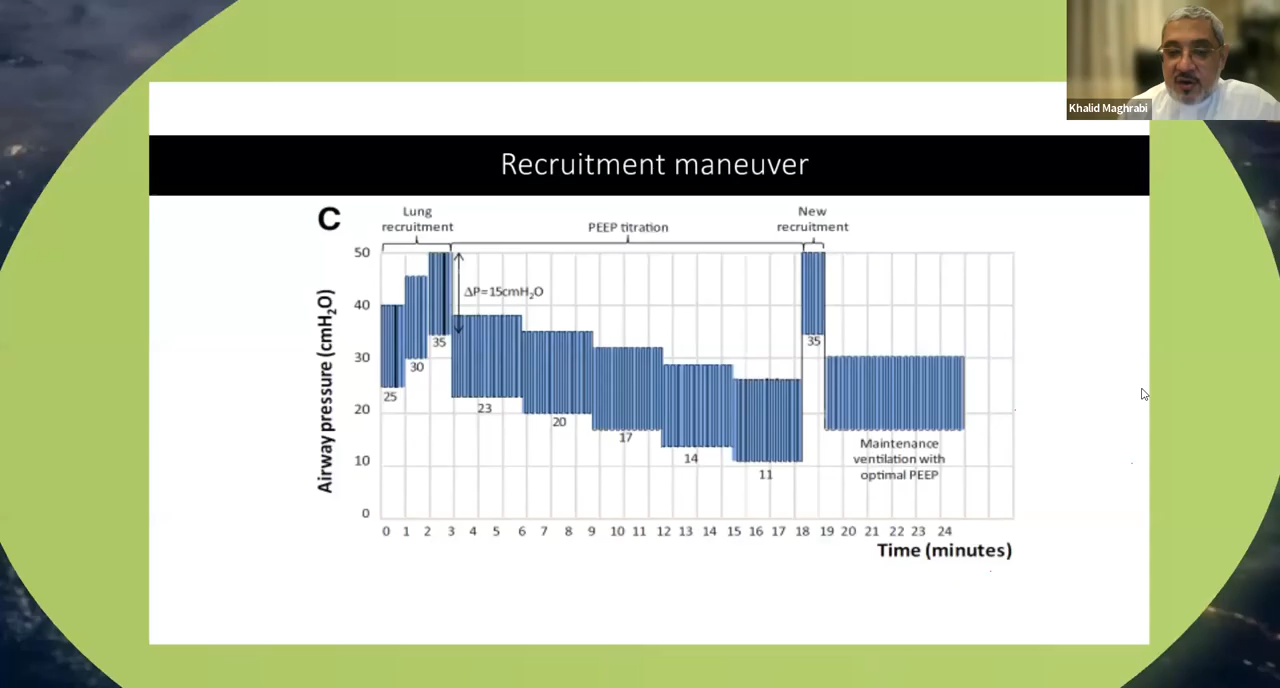 Khalid Maghrabi
Recruitment maneuver
C
Lung
recruitment
PEEP titration
New
recruitment
50
40
30
20
10
0
Airway pressure (cmH₂O)
ΔP=15cmH₂O
25
30
35
23
20
17
14
11
35
Maintenance
ventilation with
optimal PEEP
0 1 2 3 4 5 6 7 8 9 10 11 12 13 14 15 16 17 18 19 20 21 22 23 24
Time (minutes)